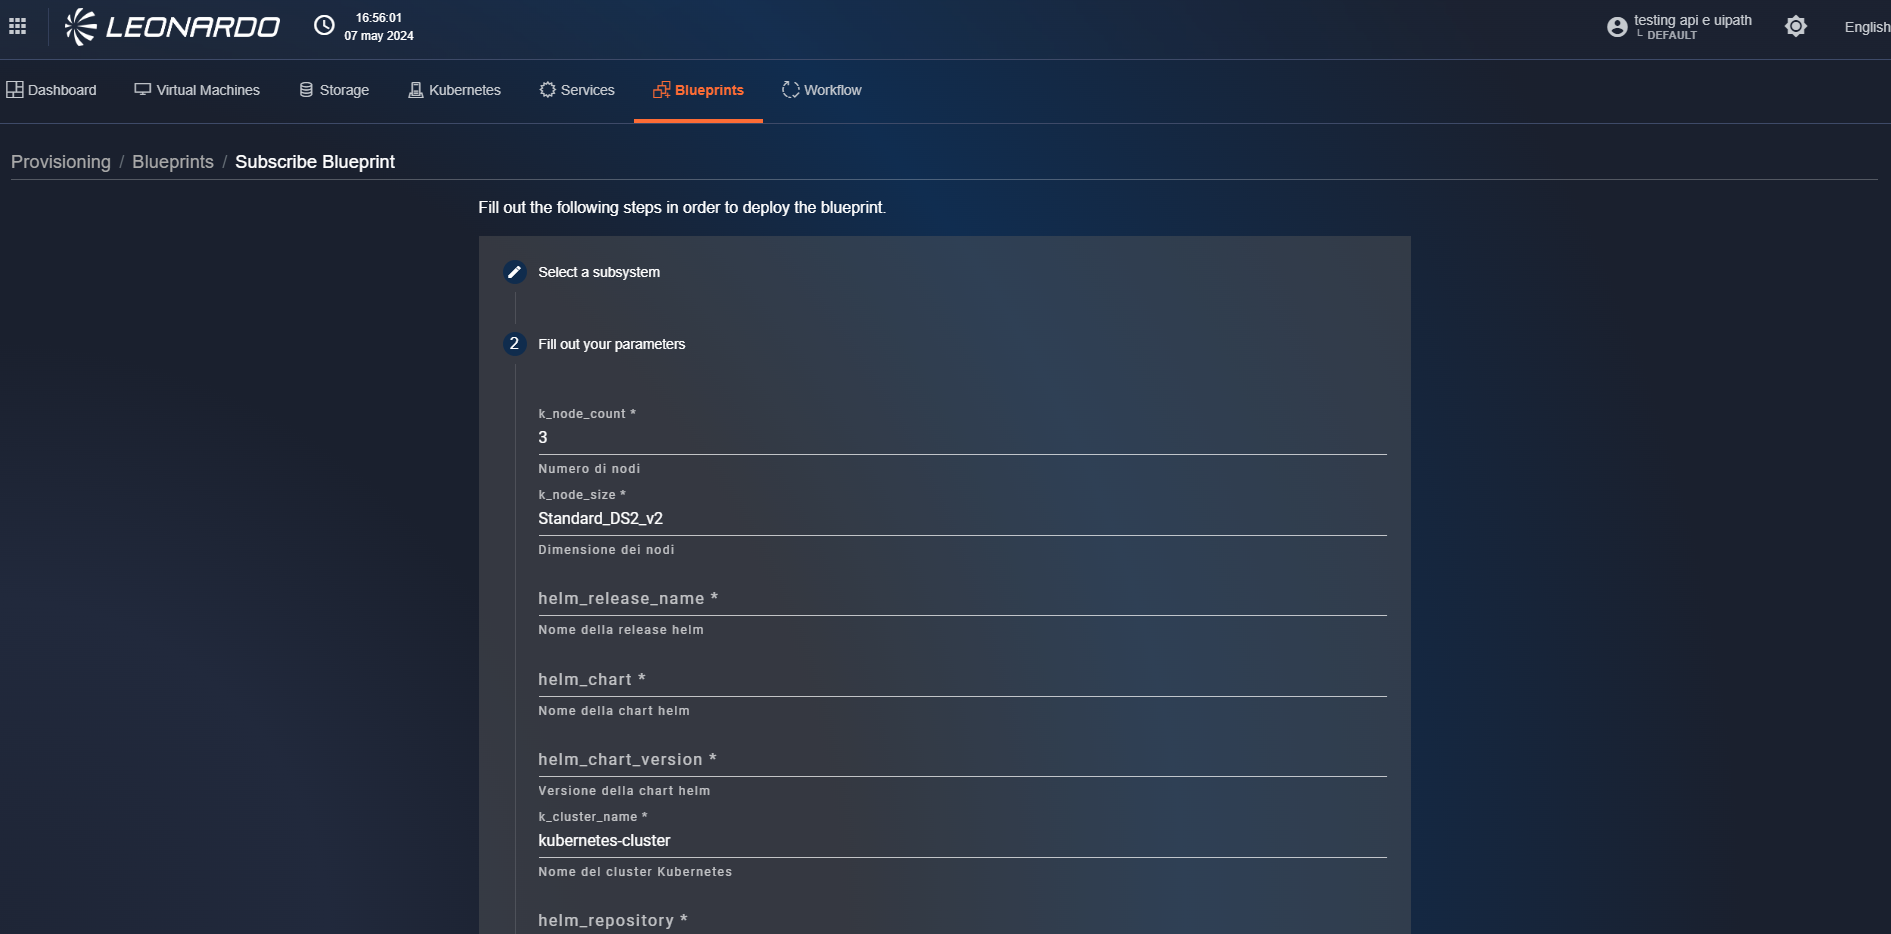 LEONARDO
16:56:01
07 may 2024
testing api e uipath
└ DEFAULT
English
Dashboard
Virtual Machines
Storage
Kubernetes
Services
Blueprints
Workflow
Provisioning / Blueprints / Subscribe Blueprint
Fill out the following steps in order to deploy the blueprint.
Select a subsystem
2 Fill out your parameters
k_node_count *
3
Numero di nodi
k_node_size *
Standard_DS2_v2
Dimensione dei nodi
helm_release_name *
Nome della release helm
helm_chart *
Nome della chart helm
helm_chart_version *
Versione della chart helm
k_cluster_name *
kubernetes-cluster
Nome del cluster Kubernetes
helm_repository *